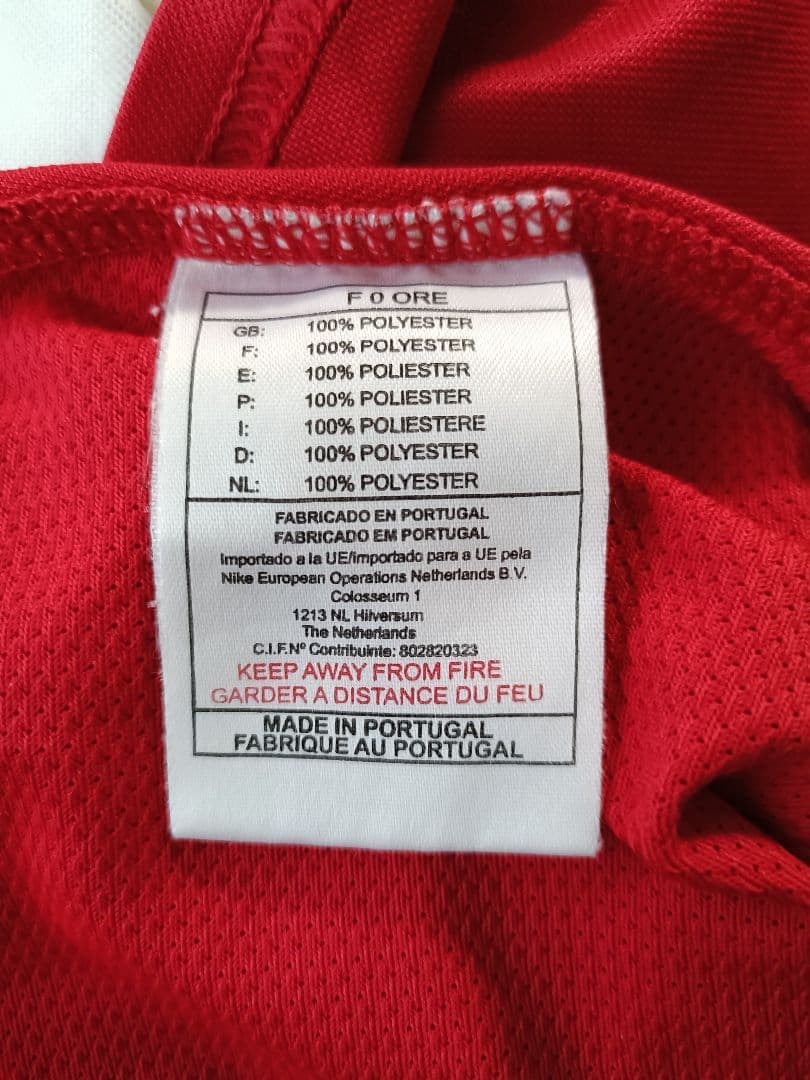 F 0 ORE
GB: 100% POLYESTER
F: 100% POLYESTER
E: 100% POLIESTER
P: 100% POLIESTER
I: 100% POLIESTERE
D: 100% POLYESTER
NL: 100% POLYESTER
FABRICADO EN PORTUGAL
FABRICADO EM PORTUGAL
Importado a la UE/importado para a UE pela
Nike European Operations Netherlands B.V.
Colosseum 1
1213 NL Hilversum
The Netherlands
C.I.F.Nº Contribuinte: 802820323
KEEP AWAY FROM FIRE
GARDER A DISTANCE DU FEU
MADE IN PORTUGAL
FABRIQUE AU PORTUGAL